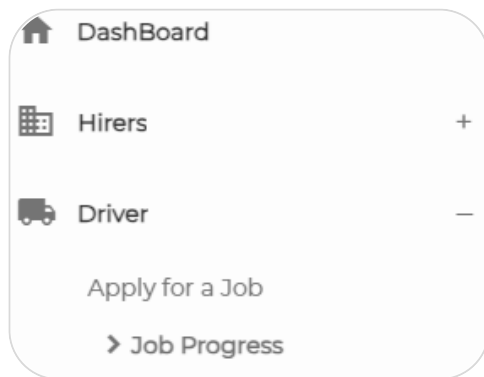 DashBoard
Hirers +
Driver –
Apply for a Job
Job Progress